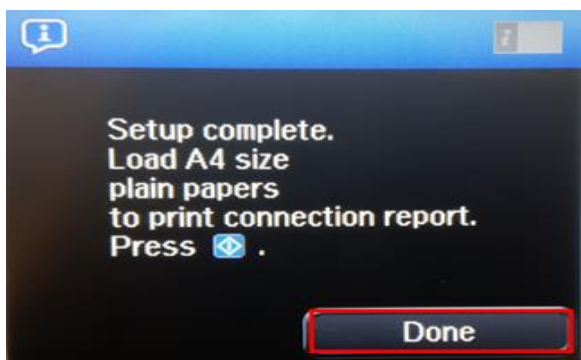 Setup complete.
Load A4 size
plain papers
to print connection report.
Press .
Done